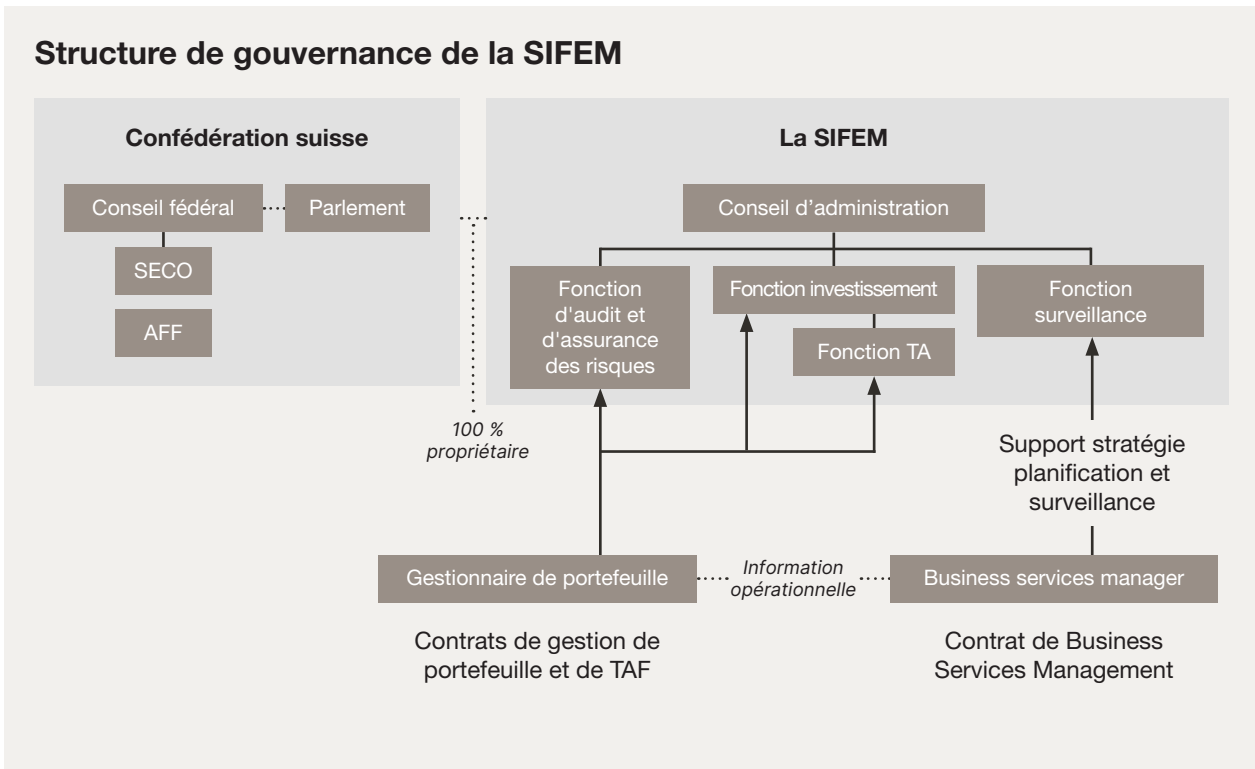 Structure de gouvernance de la SIFEM
Confédération suisse
Conseil fédéral
Parlement
SECO
AFF
La SIFEM
Conseil d’administration
Fonction
d'audit et
d'assurance
des risques
Fonction investissement
Fonction TA
Fonction
surveillance
100 %
propriétaire
Support stratégie
planification et
surveillance
Gestionnaire de portefeuille
Information
opérationnelle
Business services manager
Contrats de gestion de
portefeuille et de TAF
Contrat de Business
Services Management